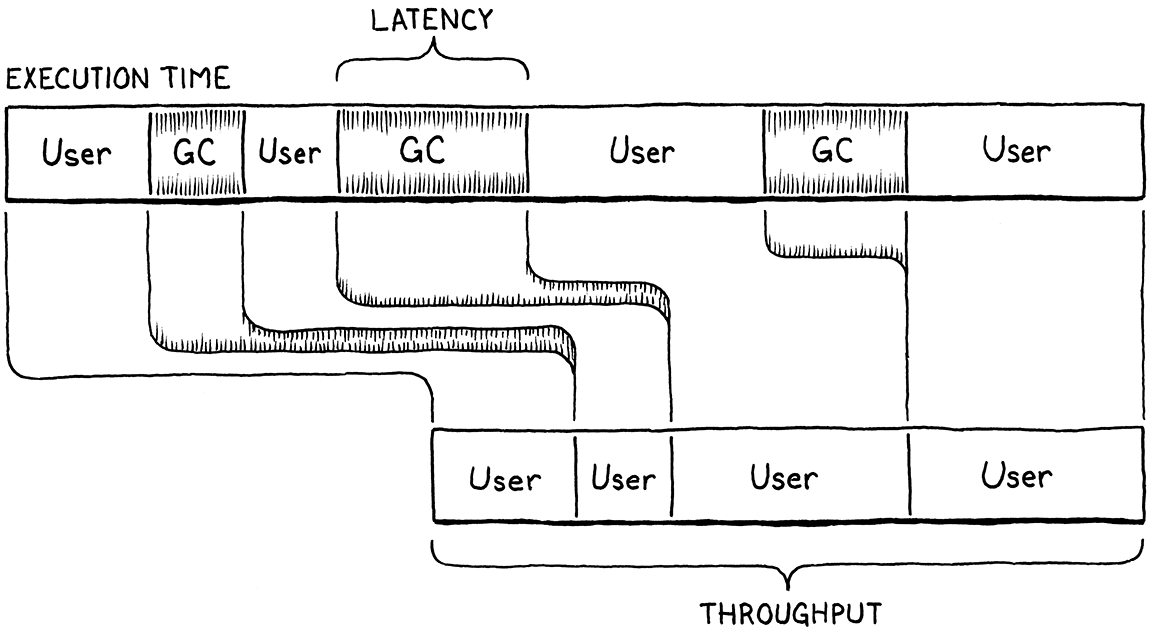 LATENCY
EXECUTION TIME
User GC User GC User GC User
User User User User
THROUGHPUT